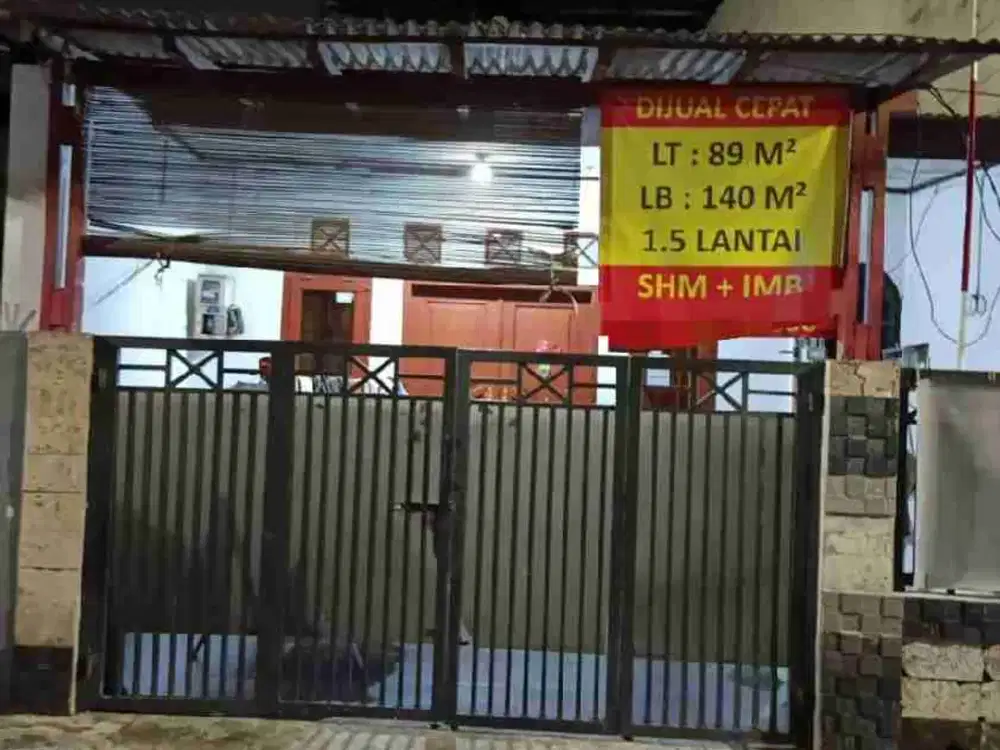 DIJUAL CEPAT
LT : 89 M²
LB : 140 M²
1.5 LANTAI
SHM + IMB